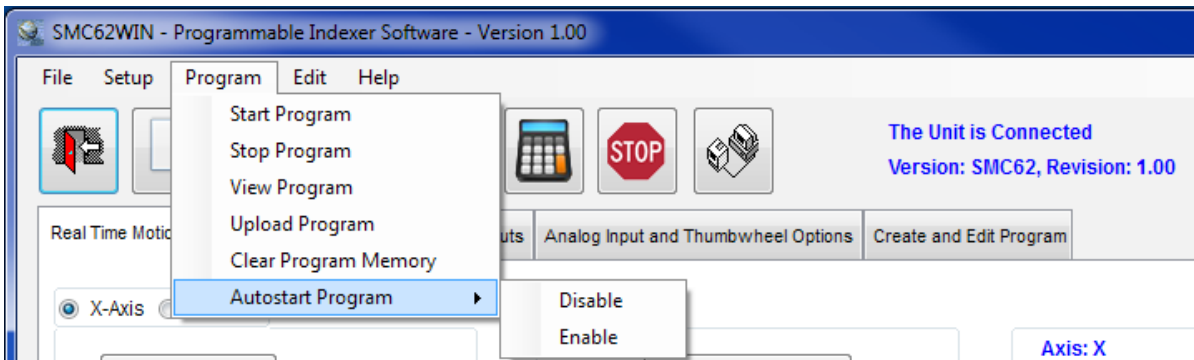 SMC62WIN - Programmable Indexer Software - Version 1.00
File Setup Program Edit Help
Start Program
Stop Program
View Program
Upload Program
Clear Program Memory
Autostart Program
Disable
Enable
STOP
The Unit is Connected
Version: SMC62, Revision: 1.00
Real Time Analog Input and Thumbwheel Options Create and Edit Program
X-Axis
Axis: X